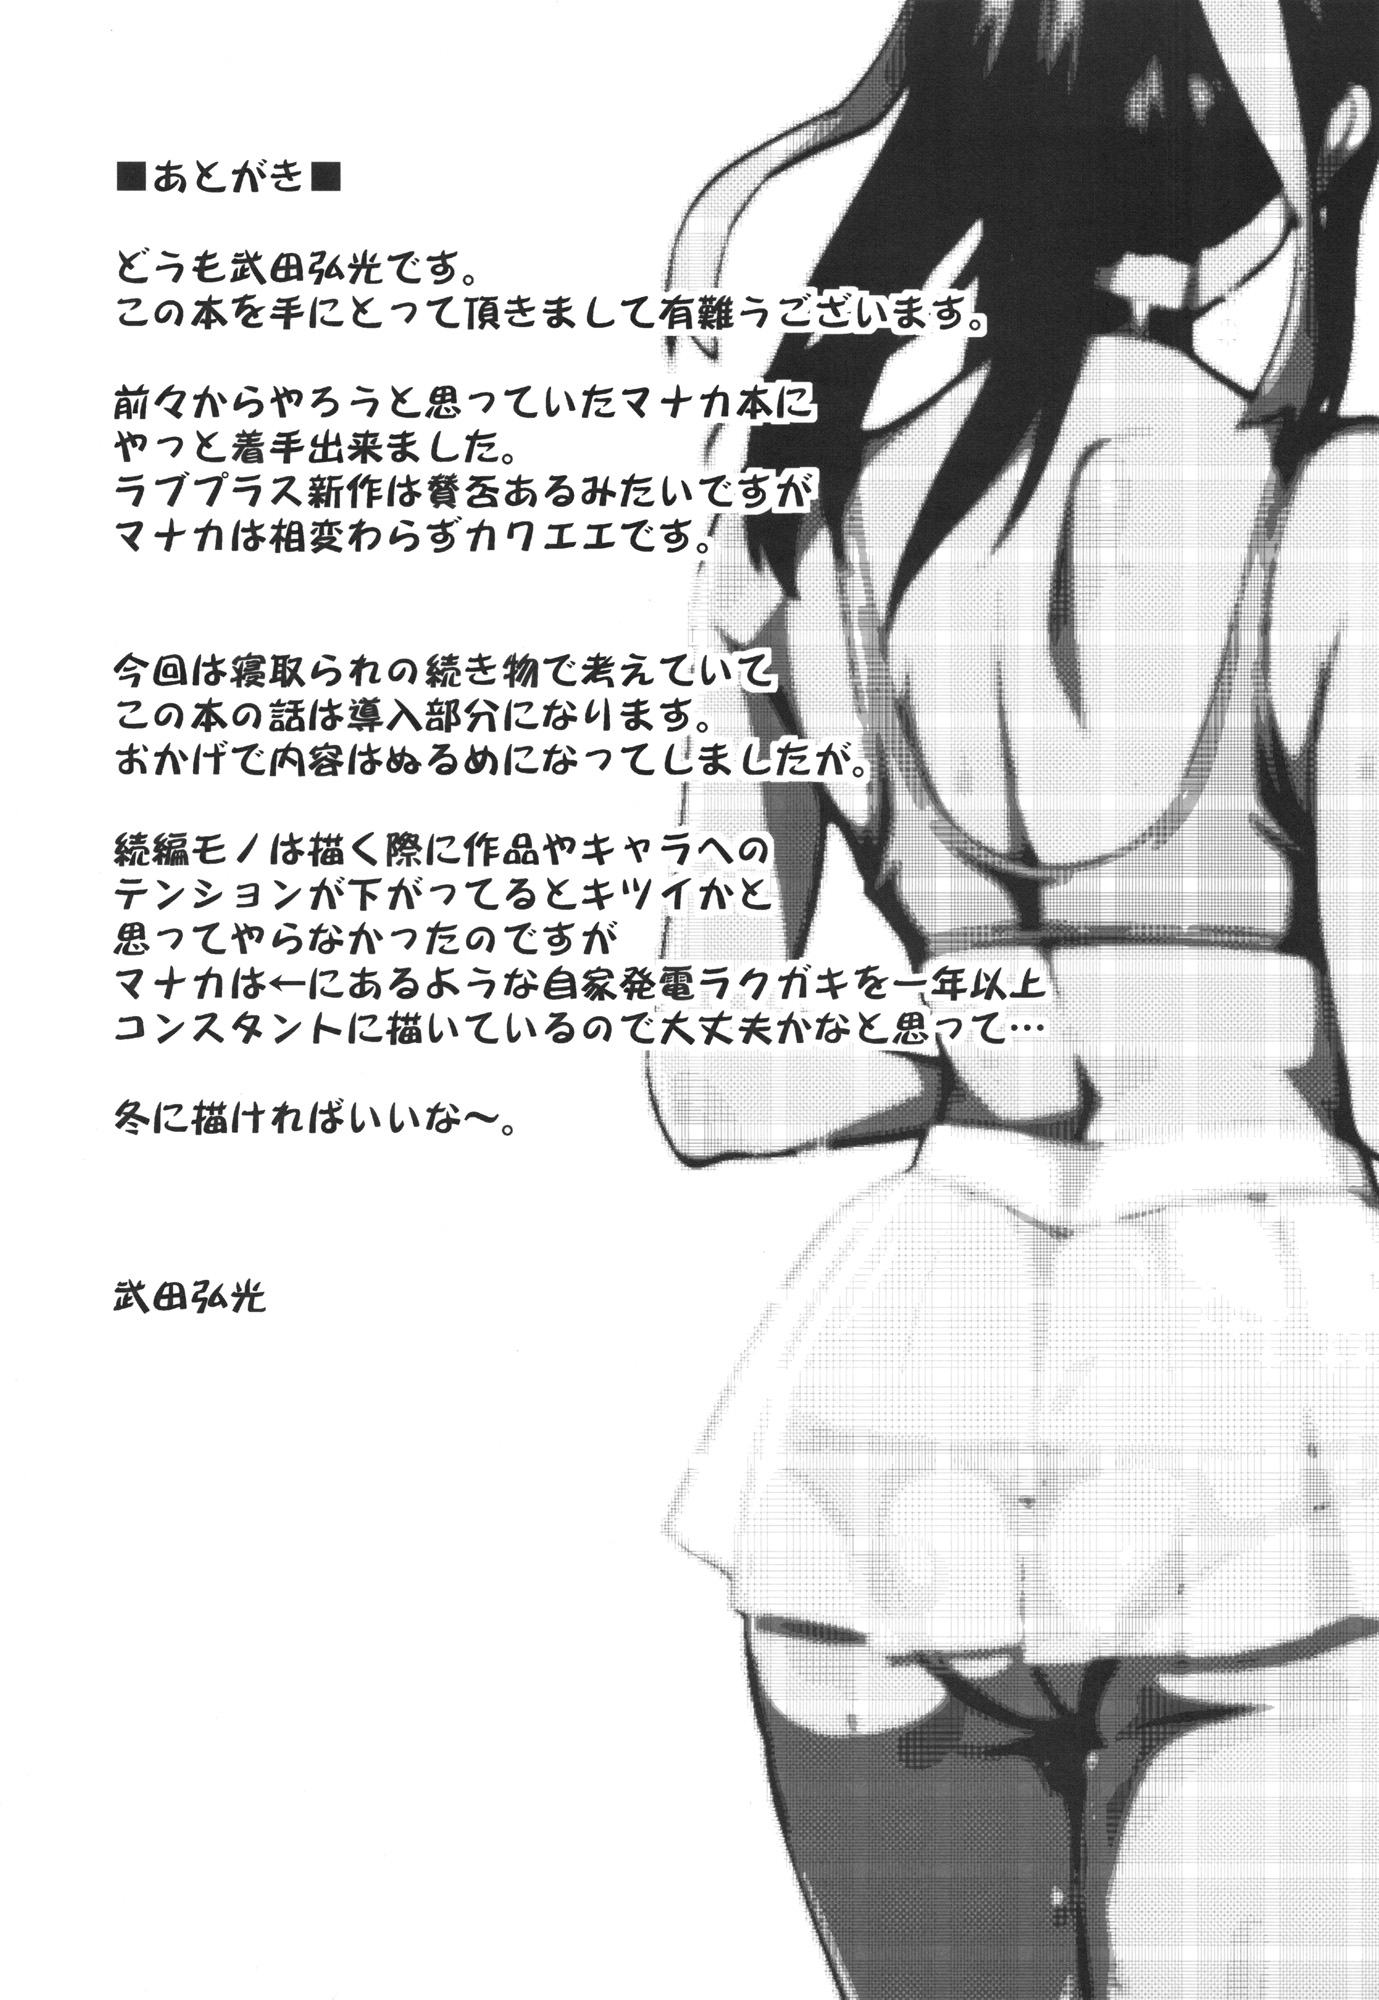 ■あとがき■
どうも武田弘光です。
この本を手にとって頂きまして有難うございます。
前々からやろうと思っていたマナカ本に
やっと着手出来ました。
ラブプラス新作は賛否あるみたいですが
マナカは相変わらずカワエエです。
今回は寝取られの続き物で考えていて
この本の話は導入部分になります。
おかげで内容はぬるめになってしましたが。
続編モノは描く際に作品やキャラへの
テンションが下がってるとキツイかと
思ってやらなかったのですが
マナカは←にあるような自家発電ラクガキを一年以上
コンスタントに描いているので大丈夫かなと思って…
冬に描ければいいな～。
武田弘光